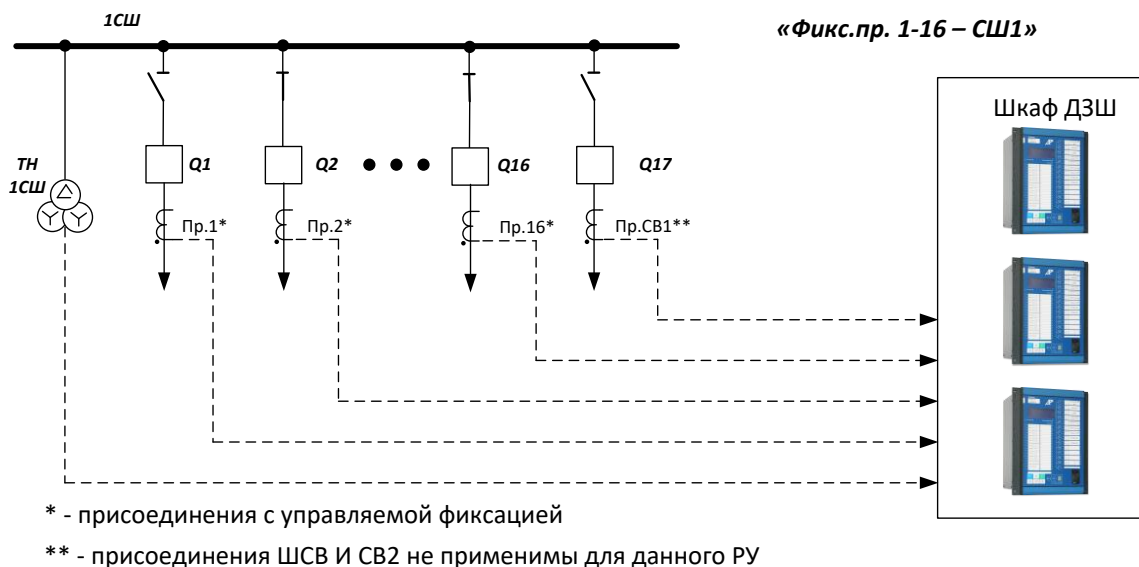 1СШ
«Фикс.пр. 1-16 – СШ1»
Шкаф ДЗШ
ТН
1СШ
Q1
Q2
Q16
Q17
Пр.1*
Пр.2*
Пр.16*
Пр.СВ1**
* - присоединения с управляемой фиксацией
** - присоединения ШСВ И СВ2 не применимы для данного РУ